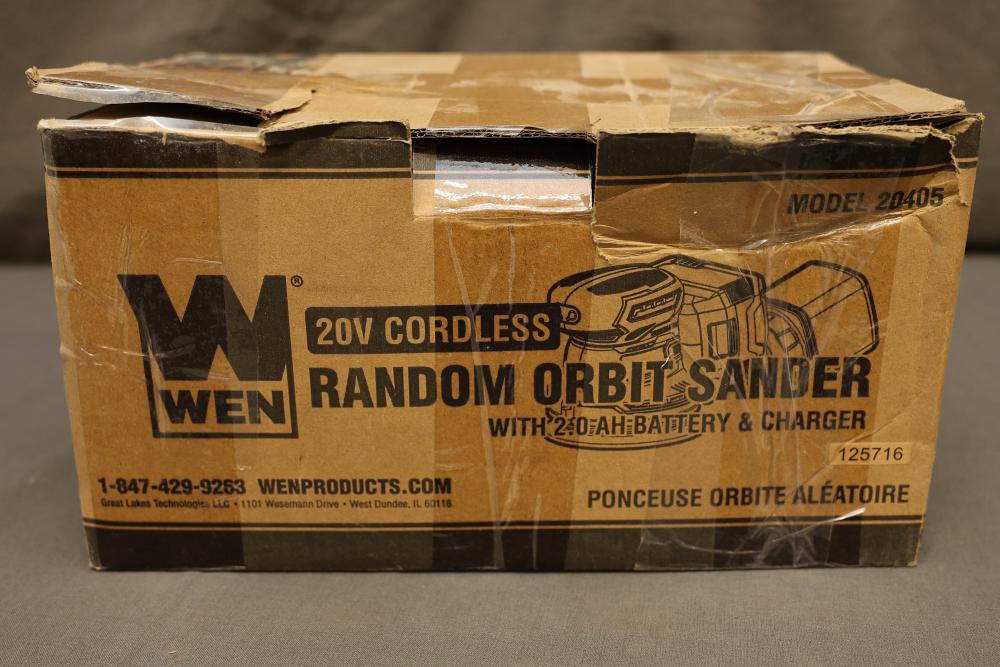 MODEL 20405
WEN®
20V CORDLESS
RANDOM ORBIT SANDER
WITH 2.0 AH BATTERY & CHARGER
125716
1-847-429-9263 WENPRODUCTS.COM
Great Lakes Technologies LLC • 1101 Wesemann Drive • West Dundee, IL 60118
PONCEUSE ORBITE ALÉATOIRE